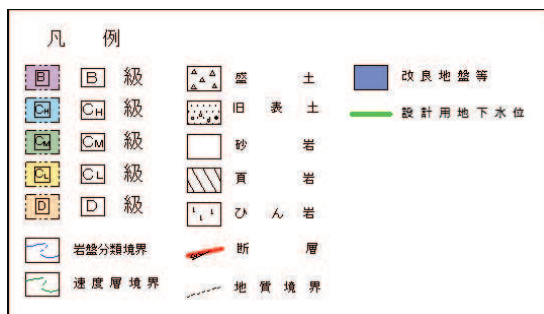 凡例
B B 級
CH CH 級
CM CM 級
CL CL 級
D D 級
岩盤分類境界
速度層境界
盛土
旧表土
砂岩
頁岩
ひん岩
断層
地質境界
改良地盤等
設計用地下水位